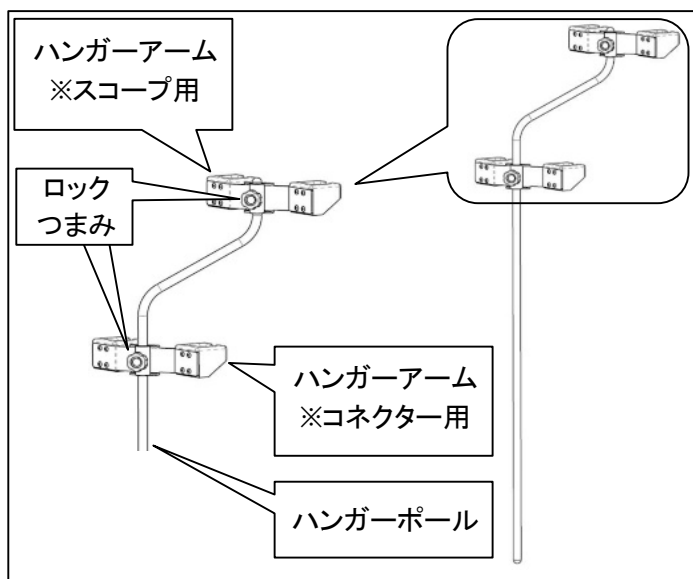 ハンガーアーム
※スコープ用
ロック
つまみ
ハンガーアーム
※コネクター用
ハンガーポール